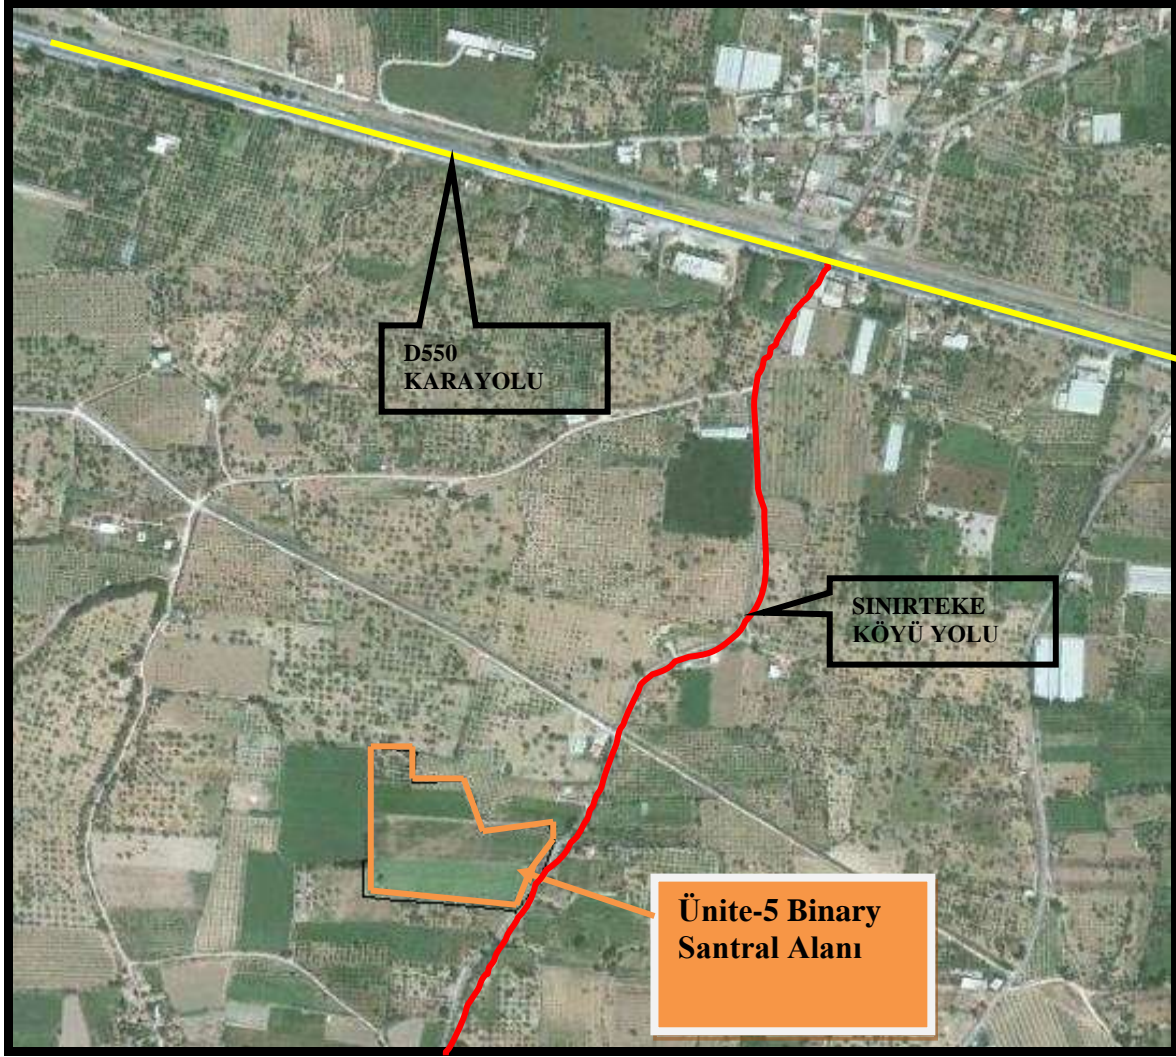 D550
KARAYOLU
SINIRTEKE
KÖYÜ YOLU
Ünite-5 Binary
Santral Alanı